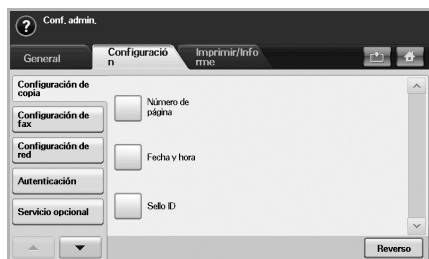 Conf. admin.
General
Configuració
n
Imprimir/Info
rme
Configuración de
copia
Configuración de
fax
Configuración de
red
Autenticación
Servicio opcional
Número de
página
Fecha y hora
Sello ID
Reverso